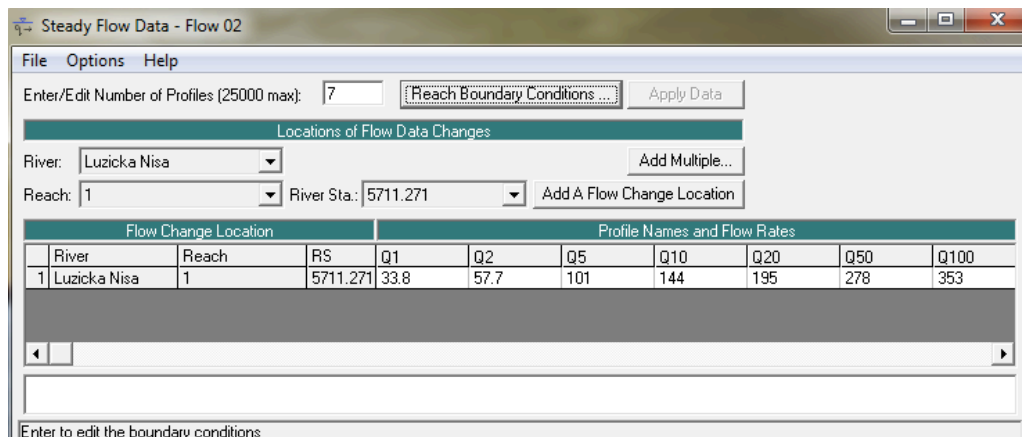 Steady Flow Data - Flow 02
File Options Help
Enter/Edit Number of Profiles (25000 max): 7 Reach Boundary Conditions ... Apply Data
Locations of Flow Data Changes
River: Luzicka Nisa Add Multiple...
Reach: 1 River Sta.: 5711.271 Add A Flow Change Location
Flow Change Location Profile Names and Flow Rates
River Reach RS Q1 Q2 Q5 Q10 Q20 Q50 Q100
1 Luzicka Nisa 1 5711.271 33.8 57.7 101 144 195 278 353
Enter to edit the boundary conditions